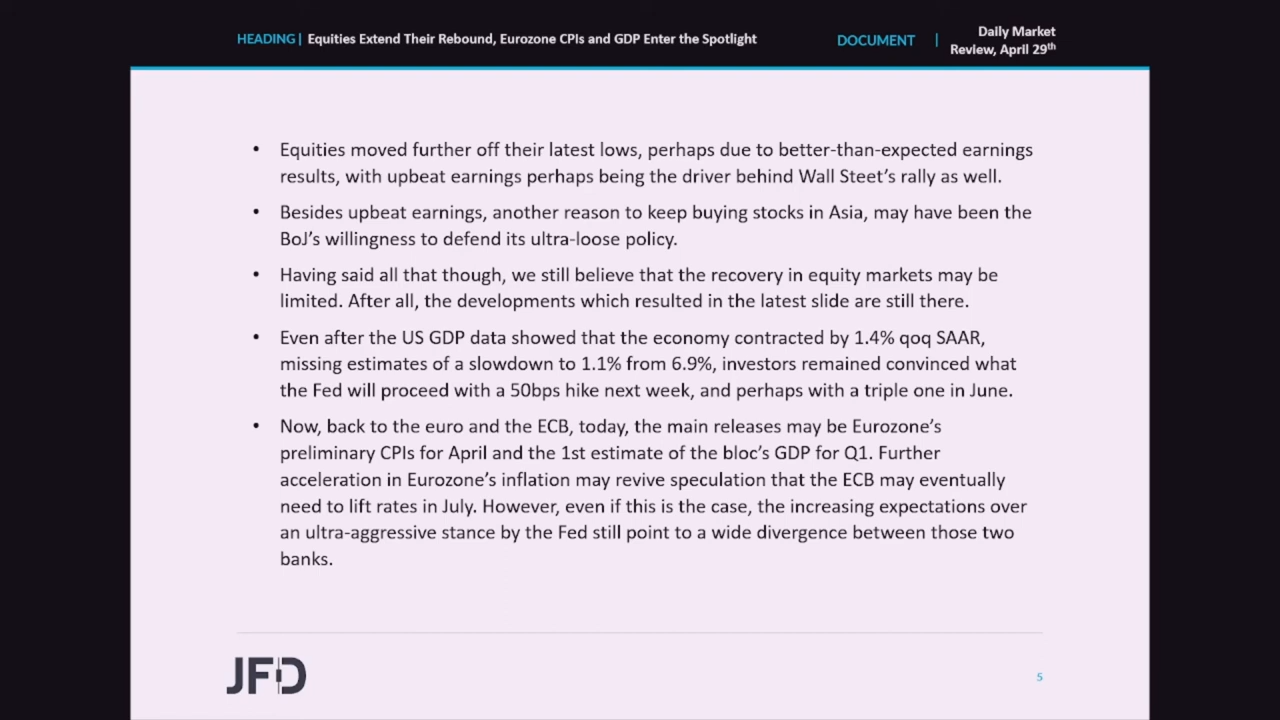 HEADING| Equities Extend Their Rebound, Eurozone CPIs and GDP Enter the Spotlight
DOCUMENT | Daily Market
Review, April 29th
• Equities moved further off their latest lows, perhaps due to better-than-expected earnings
results, with upbeat earnings perhaps being the driver behind Wall Steet's rally as well.
• Besides upbeat earnings, another reason to keep buying stocks in Asia, may have been the
BoJ's willingness to defend its ultra-loose policy.
• Having said all that though, we still believe that the recovery in equity markets may be
limited. After all, the developments which resulted in the latest slide are still there.
• Even after the US GDP data showed that the economy contracted by 1.4% qoq SAAR,
missing estimates of a slowdown to 1.1% from 6.9%, investors remained convinced what
the Fed will proceed with a 50bps hike next week, and perhaps with a triple one in June.
• Now, back to the euro and the ECB, today, the main releases may be Eurozone's
preliminary CPIs for April and the 1st estimate of the bloc's GDP for Q1. Further
acceleration in Eurozone's inflation may revive speculation that the ECB may eventually
need to lift rates in July. However, even if this is the case, the increasing expectations over
an ultra-aggressive stance by the Fed still point to a wide divergence between those two
banks.
JFD
5